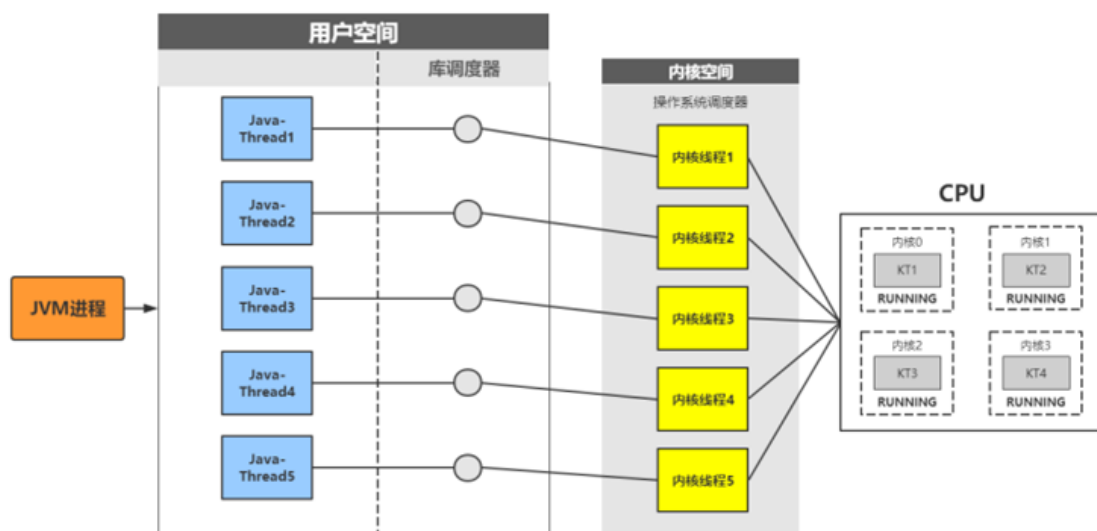 用户空间
库调度器
内核空间
操作系统调度器
Java-
Thread1
Java-
Thread2
Java-
Thread3
Java-
Thread4
Java-
Thread5
JVM进程
内核线程1
内核线程2
内核线程3
内核线程4
内核线程5
CPU
内核0
KT1
RUNNING
内核1
KT2
RUNNING
内核2
KT3
RUNNING
内核3
KT4
RUNNING